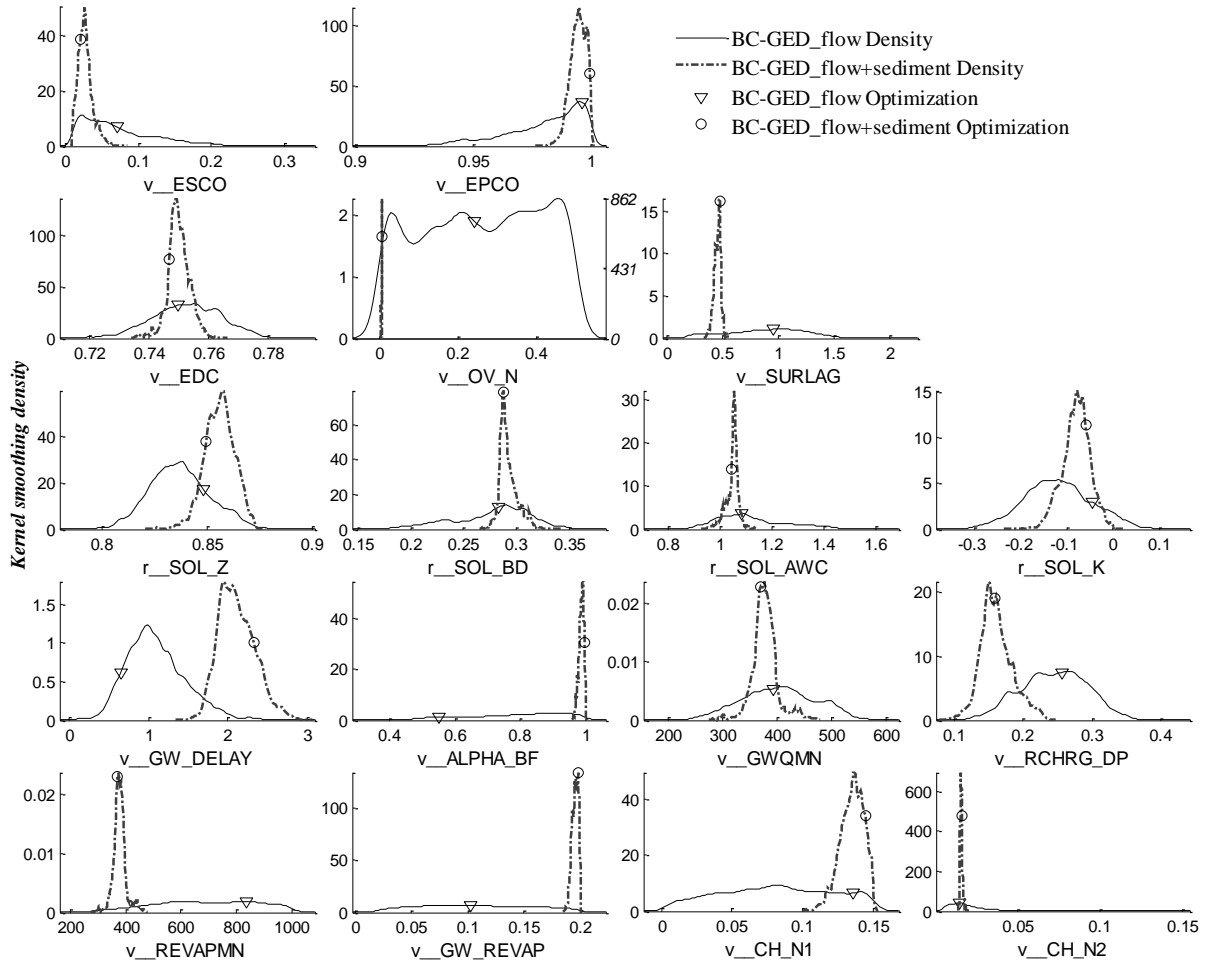 BC-GED_flow Density
BC-GED_flow+sediment Density
BC-GED_flow Optimization
BC-GED_flow+sediment Optimization
Kernel smoothing density
40
20
0
0 0.1 0.2 0.3
v__ESCO
100
50
0
0.9 0.95 1
v__EPCO
100
50
0
0.72 0.74 0.76 0.78
v__EDC
2
1
0
862
431
0
0 0.2 0.4
v__OV_N
15
10
5
0
0 0.5 1 1.5 2
v__SURLAG
40
20
0
0.8 0.85 0.9
r__SOL_Z
80
60
40
20
0
0.15 0.2 0.25 0.3 0.35
r__SOL_BD
30
20
10
0
0.8 1 1.2 1.4 1.6
r__SOL_AWC
15
10
5
0
-0.3 -0.2 -0.1 0 0.1
r__SOL_K
1.5
1
0.5
0
0 1 2 3
v__GW_DELAY
40
20
0
0.4 0.6 0.8 1
v__ALPHA_BF
0.02
0.01
0
200 300 400 500 600
v__GWQMN
20
10
0
0.1 0.2 0.3 0.4
v__RCHRG_DP
0.02
0.01
0
200 400 600 800 1000
v__REVAPMN
100
50
0
0 0.05 0.1 0.15 0.2
v__GW_REVAP
40
20
0
0 0.05 0.1 0.15
v__CH_N1
600
400
200
0
0 0.05 0.1 0.15
v__CH_N2